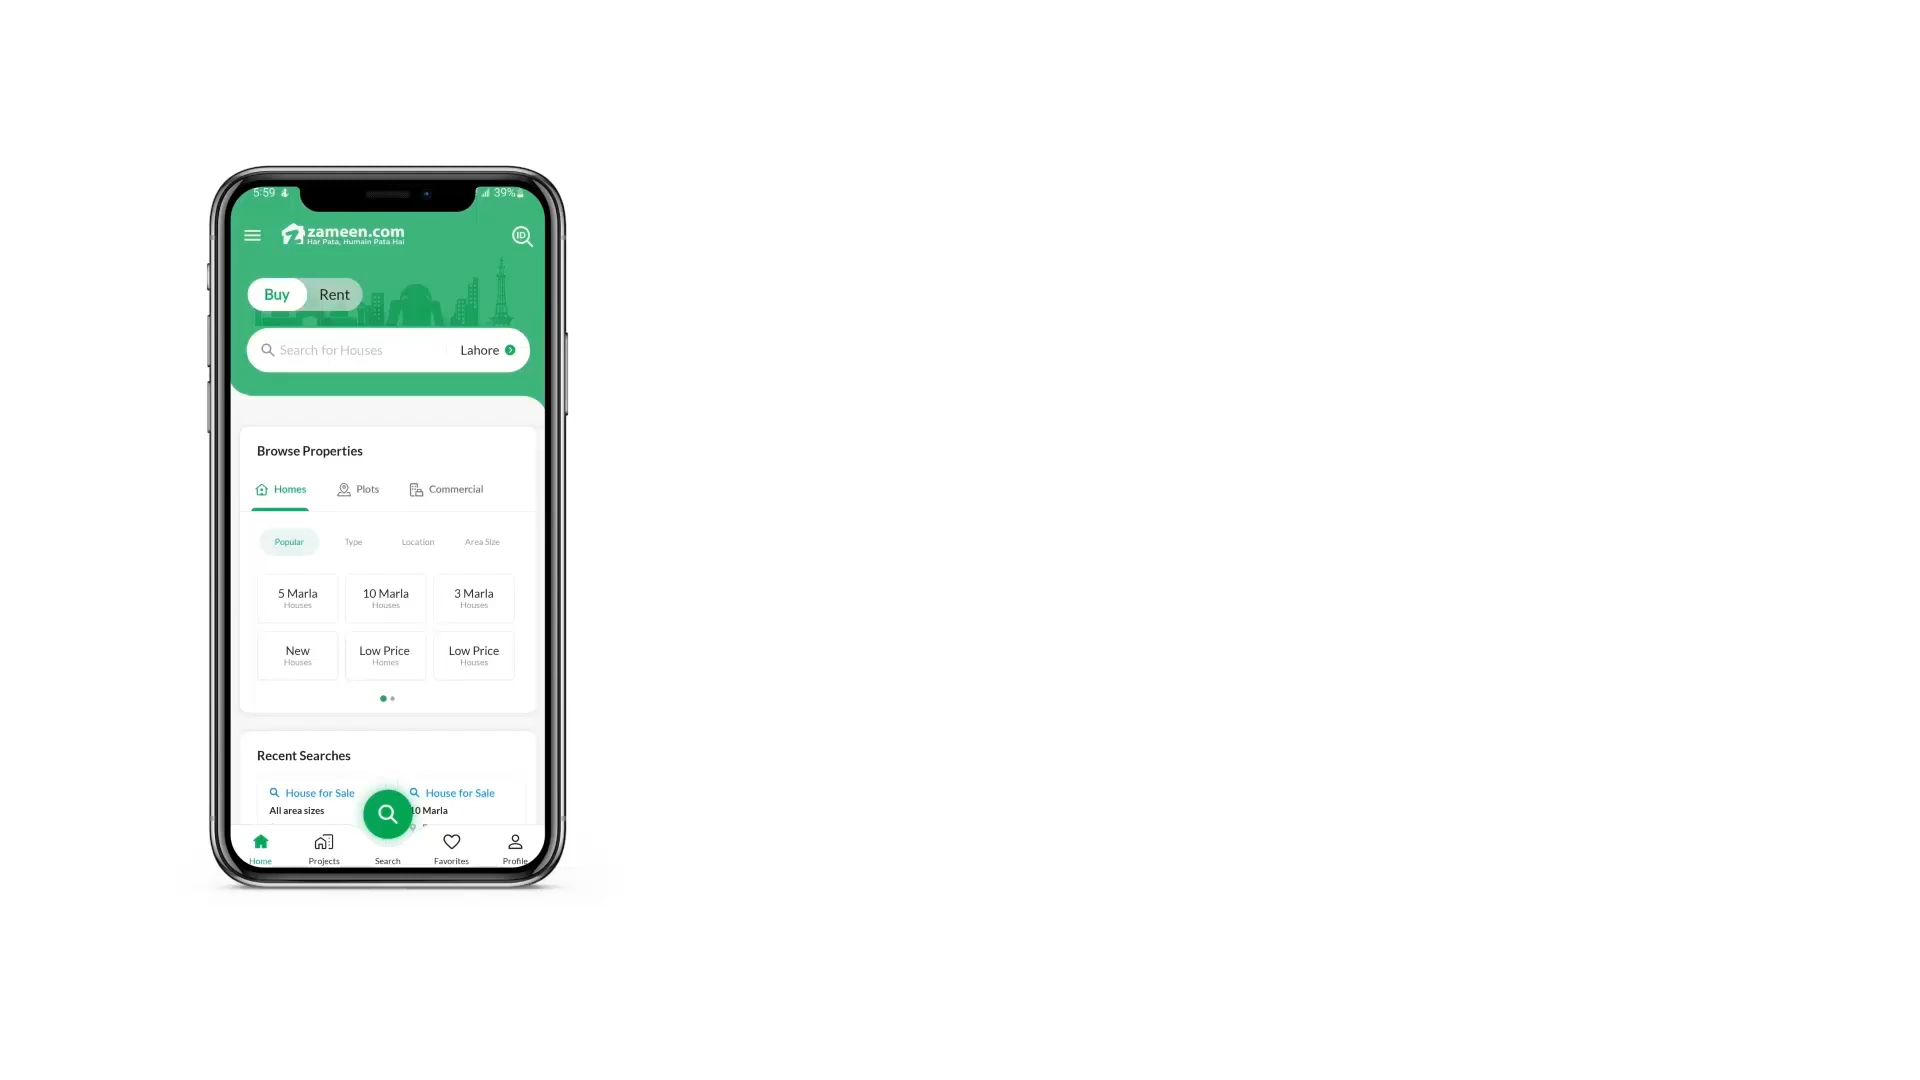 5:59
39%
zameen.com
Har Pata, Humain Pata Hai
ID
Buy Rent
Search for Houses Lahore
Browse Properties
Homes Plots Commercial
Popular Type Location Area Size
5 Marla 10 Marla 3 Marla
Houses Houses Houses
New Low Price Low Price
Houses Homes Houses
Recent Searches
House for Sale House for Sale
All area sizes 10 Marla
Home Projects Search Favorites Profile